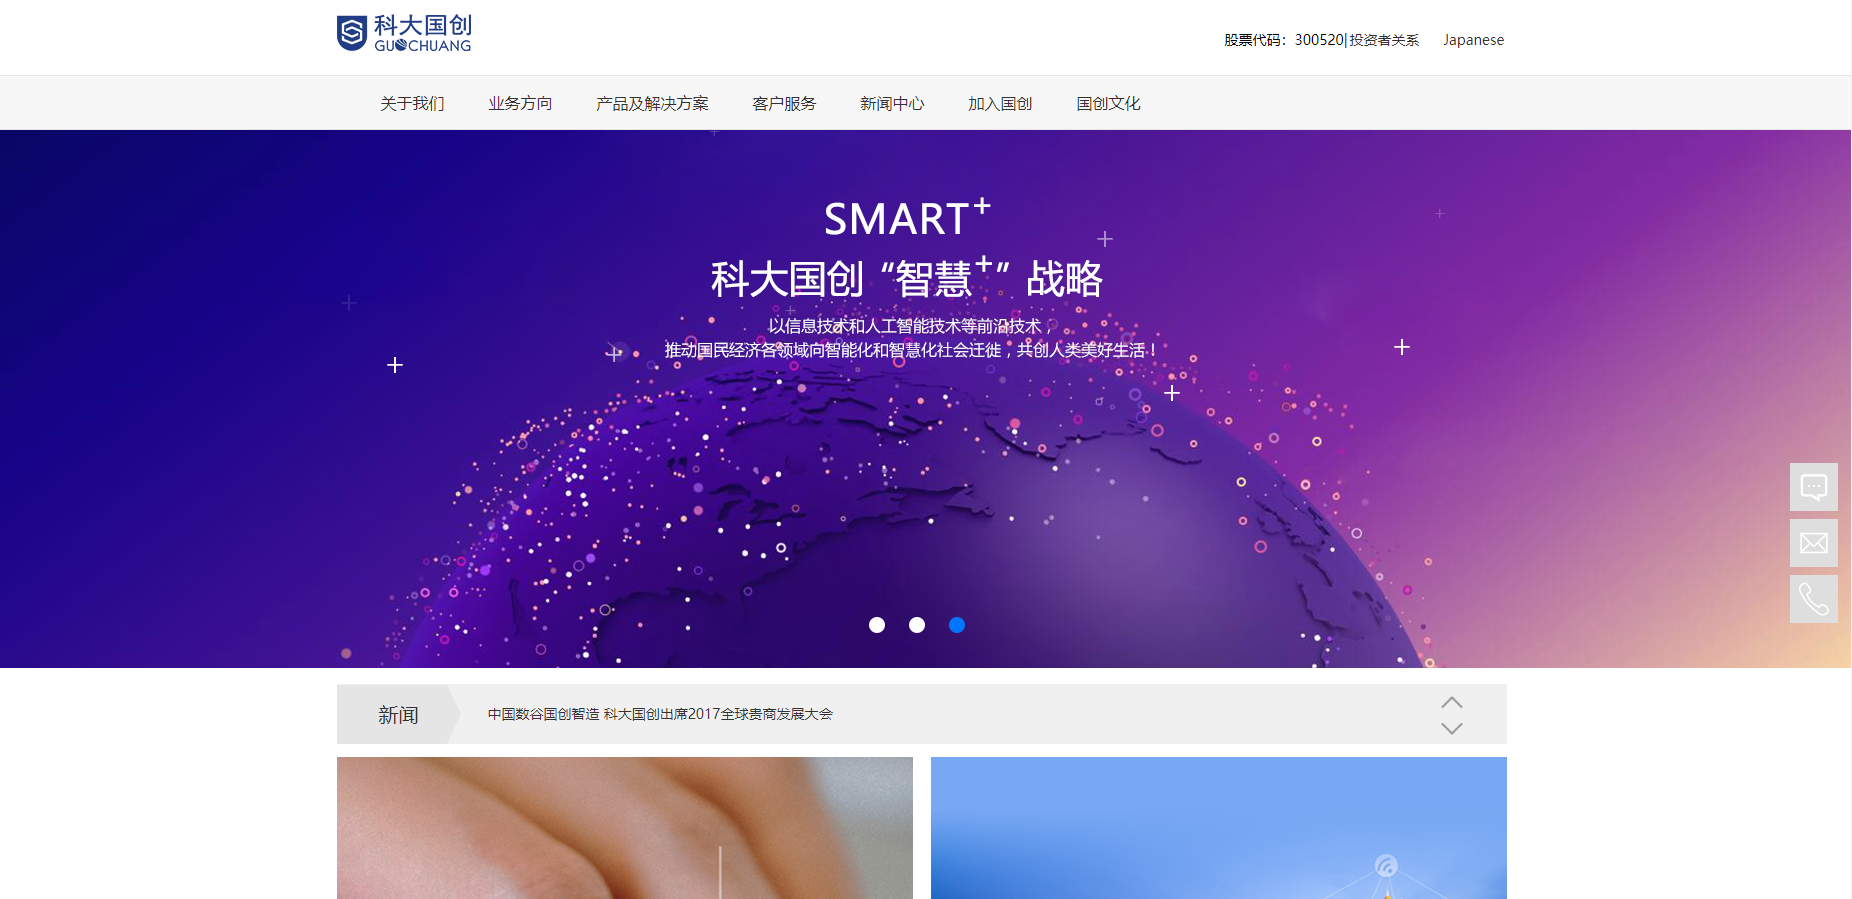 科大国创
GUOCHUANG
股票代码：300520|投资者关系 Japanese
关于我们 业务方向 产品及解决方案 客户服务 新闻中心 加入国创 国创文化
SMART⁺
科大国创“智慧⁺”战略
以信息技术和人工智能技术等前沿技术，
推动国民经济各领域向智能化和智慧化社会迁徙，共创人类美好生活！
新闻 中国数谷国创智造 科大国创出席2017全球贵商发展大会